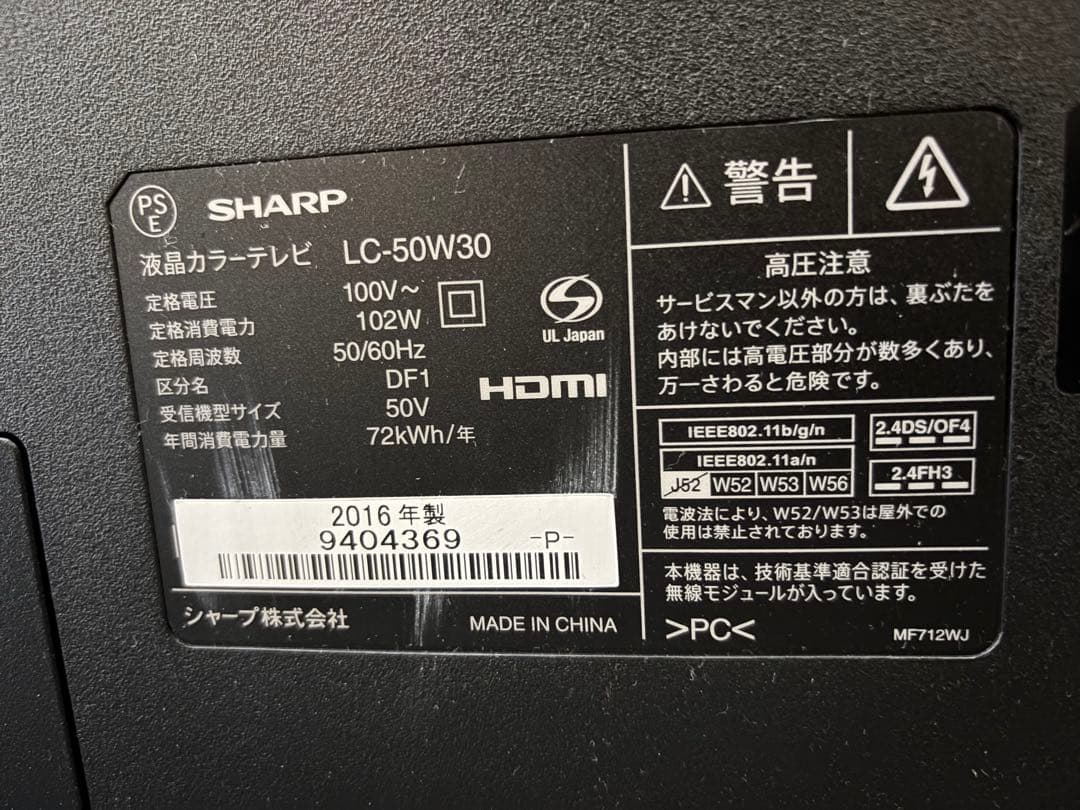 PS
E
SHARP
液晶カラーテレビ LC-50W30
定格電圧 100V～
定格消費電力 102W
定格周波数 50/60Hz
区分名 DF1
受信機型サイズ 50V
年間消費電力量 72kWh/年
UL Japan
HDMI
2016年製
9404369 -P-
シャープ株式会社 MADE IN CHINA
警告
高圧注意
サービスマン以外の方は、裏ぶたを
あけないでください。
内部には高電圧部分が数多くあり、
万一さわると危険です。
IEEE802.11b/g/n
IEEE802.11a/n
J52 W52 W53 W56
2.4DS/OF4
2.4FH3
電波法により、W52/W53は屋外での
使用は禁止されております。
本機器は、技術基準適合認証を受けた
無線モジュールが入っています。
>PC< MF712WJ